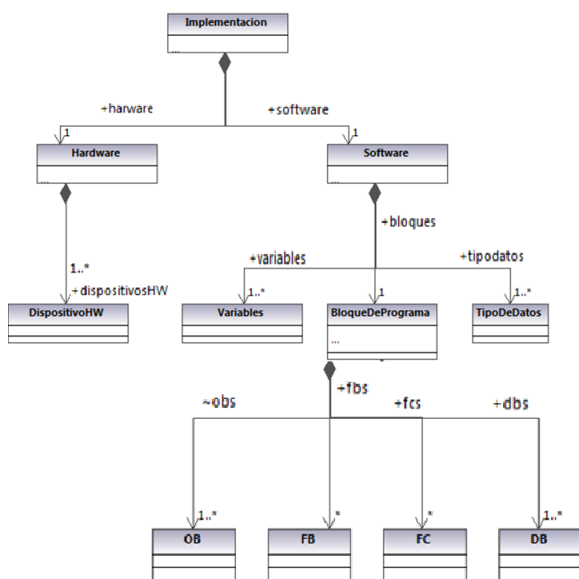 Implementacion
...
+harware
+software
1
1
Hardware
...
Software
...
+bloques
+variables
+tipodatos
1..*
+dispositivosHW
1..*
1
1..*
DispositivoHW
Variables
BloqueDePrograma
...
TipoDeDatos
+fbs
~obs
+fcs
+dbs
1..*
*
*
1..*
OB
FB
FC
DB